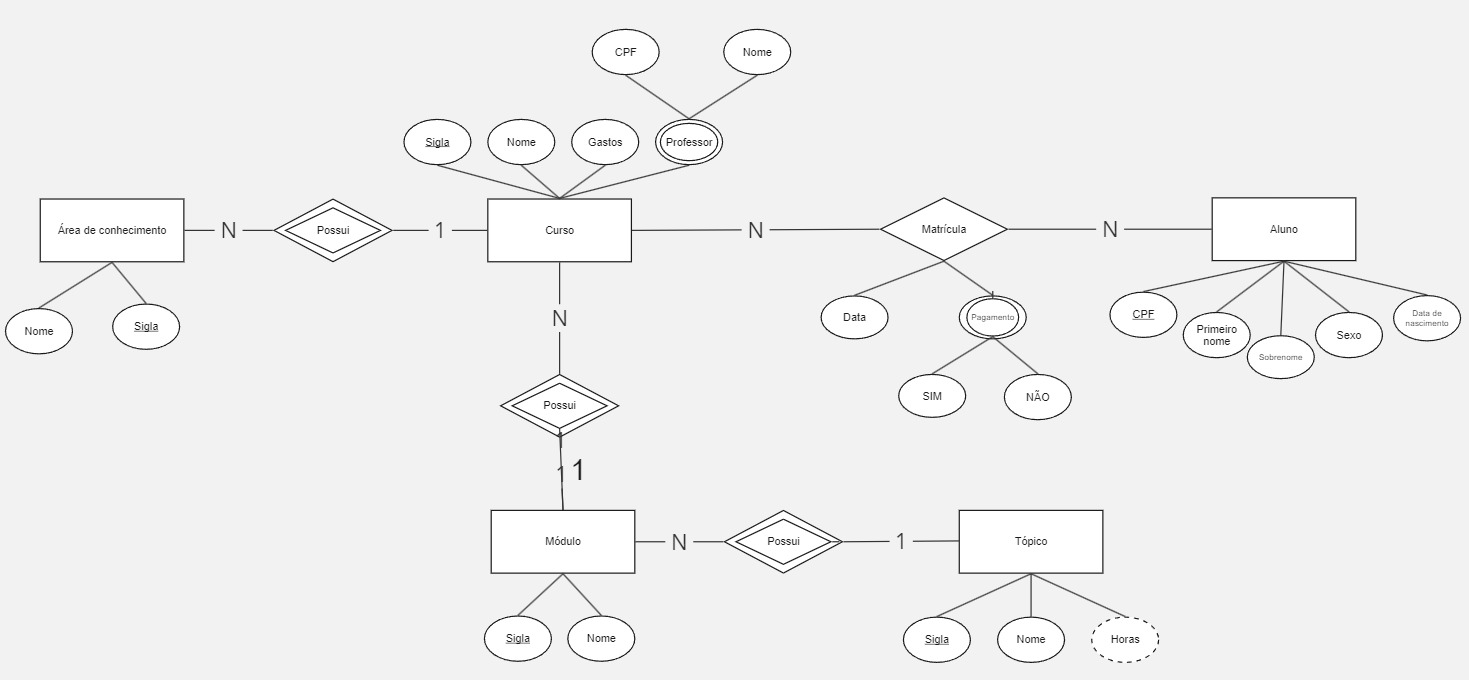 CPF
Nome
Sigla
Nome
Gastos
Professor
Área de conhecimento
N
Possui
1
Curso
N
Matrícula
N
Aluno
Nome
Sigla
N
Data
Pagamento
CPF
Primeiro
nome
Sobrenome
Sexo
Data de
nascimento
SIM
NÃO
Possui
1
1
Módulo
N
Possui
1
Tópico
Sigla
Nome
Sigla
Nome
Horas